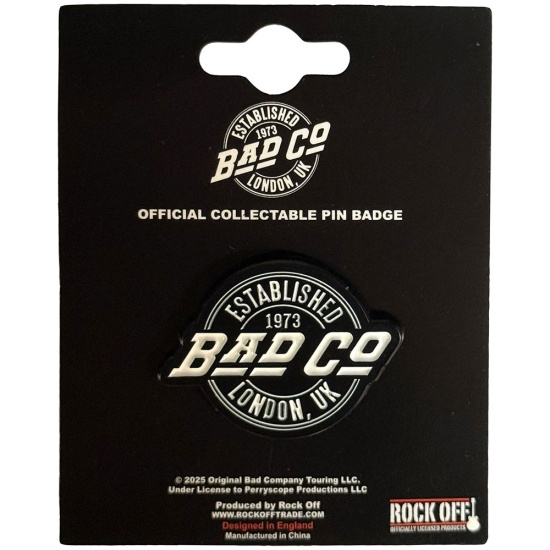 ESTABLISHED
1973
BAD CO
LONDON, UK
OFFICIAL COLLECTABLE PIN BADGE
ESTABLISHED
1973
BAD CO
LONDON, UK
© 2025 Original Bad Company Touring LLC.
Under License to Perryscope Productions LLC
Produced by Rock Off
WWW.ROCKOFFTRADE.COM
Designed in England
Manufactured in China
ROCK OFF!
OFFICIALLY LICENSED PRODUCTS